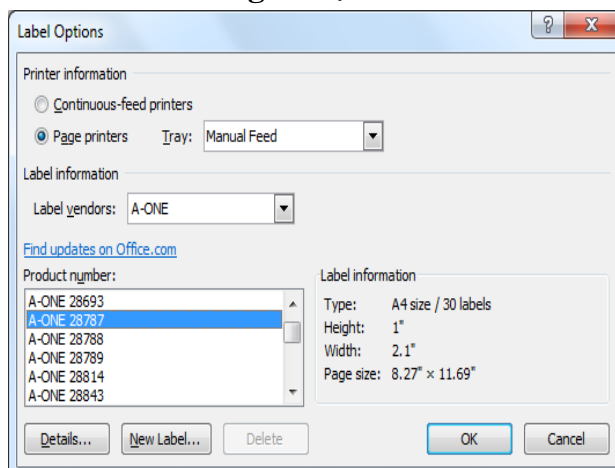 Label Options
Printer information
Continuous-feed printers
Page printers Tray: Manual Feed
Label information
Label vendors: A-ONE
Find updates on Office.com
Product number:
A-ONE 28693
A-ONE 28787
A-ONE 28788
A-ONE 28789
A-ONE 28814
A-ONE 28843
Label information
Type: A4 size / 30 labels
Height: 1"
Width: 2.1"
Page size: 8.27" × 11.69"
Details... New Label... Delete OK Cancel